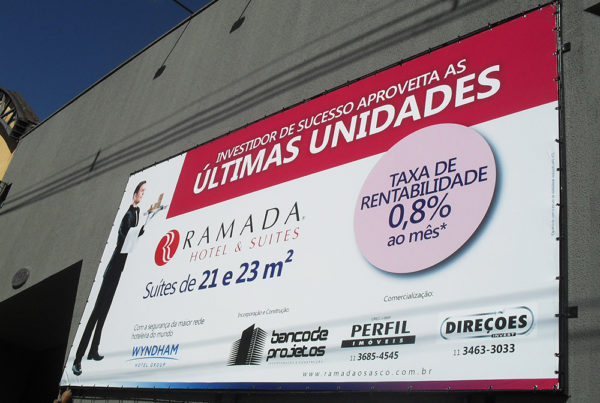 INVESTIDOR DE SUCESSO APROVEITA AS
ÚLTIMAS UNIDADES
TAXA DE
RENTABILIDADE
0,8%
ao mês*
RAMADA
HOTEL & SUITES
Suítes de 21 e 23 m²
Com a segurança da maior rede
hoteleira do mundo
WYNDHAM
HOTEL GROUP
Incorporação e Construção:
bancode
projetos
Comercialização:
PERFIL
IMÓVEIS
11 3685-4545
DIREÇÕES
INVEST
11 3463-3033
www.ramadaosasco.com.br